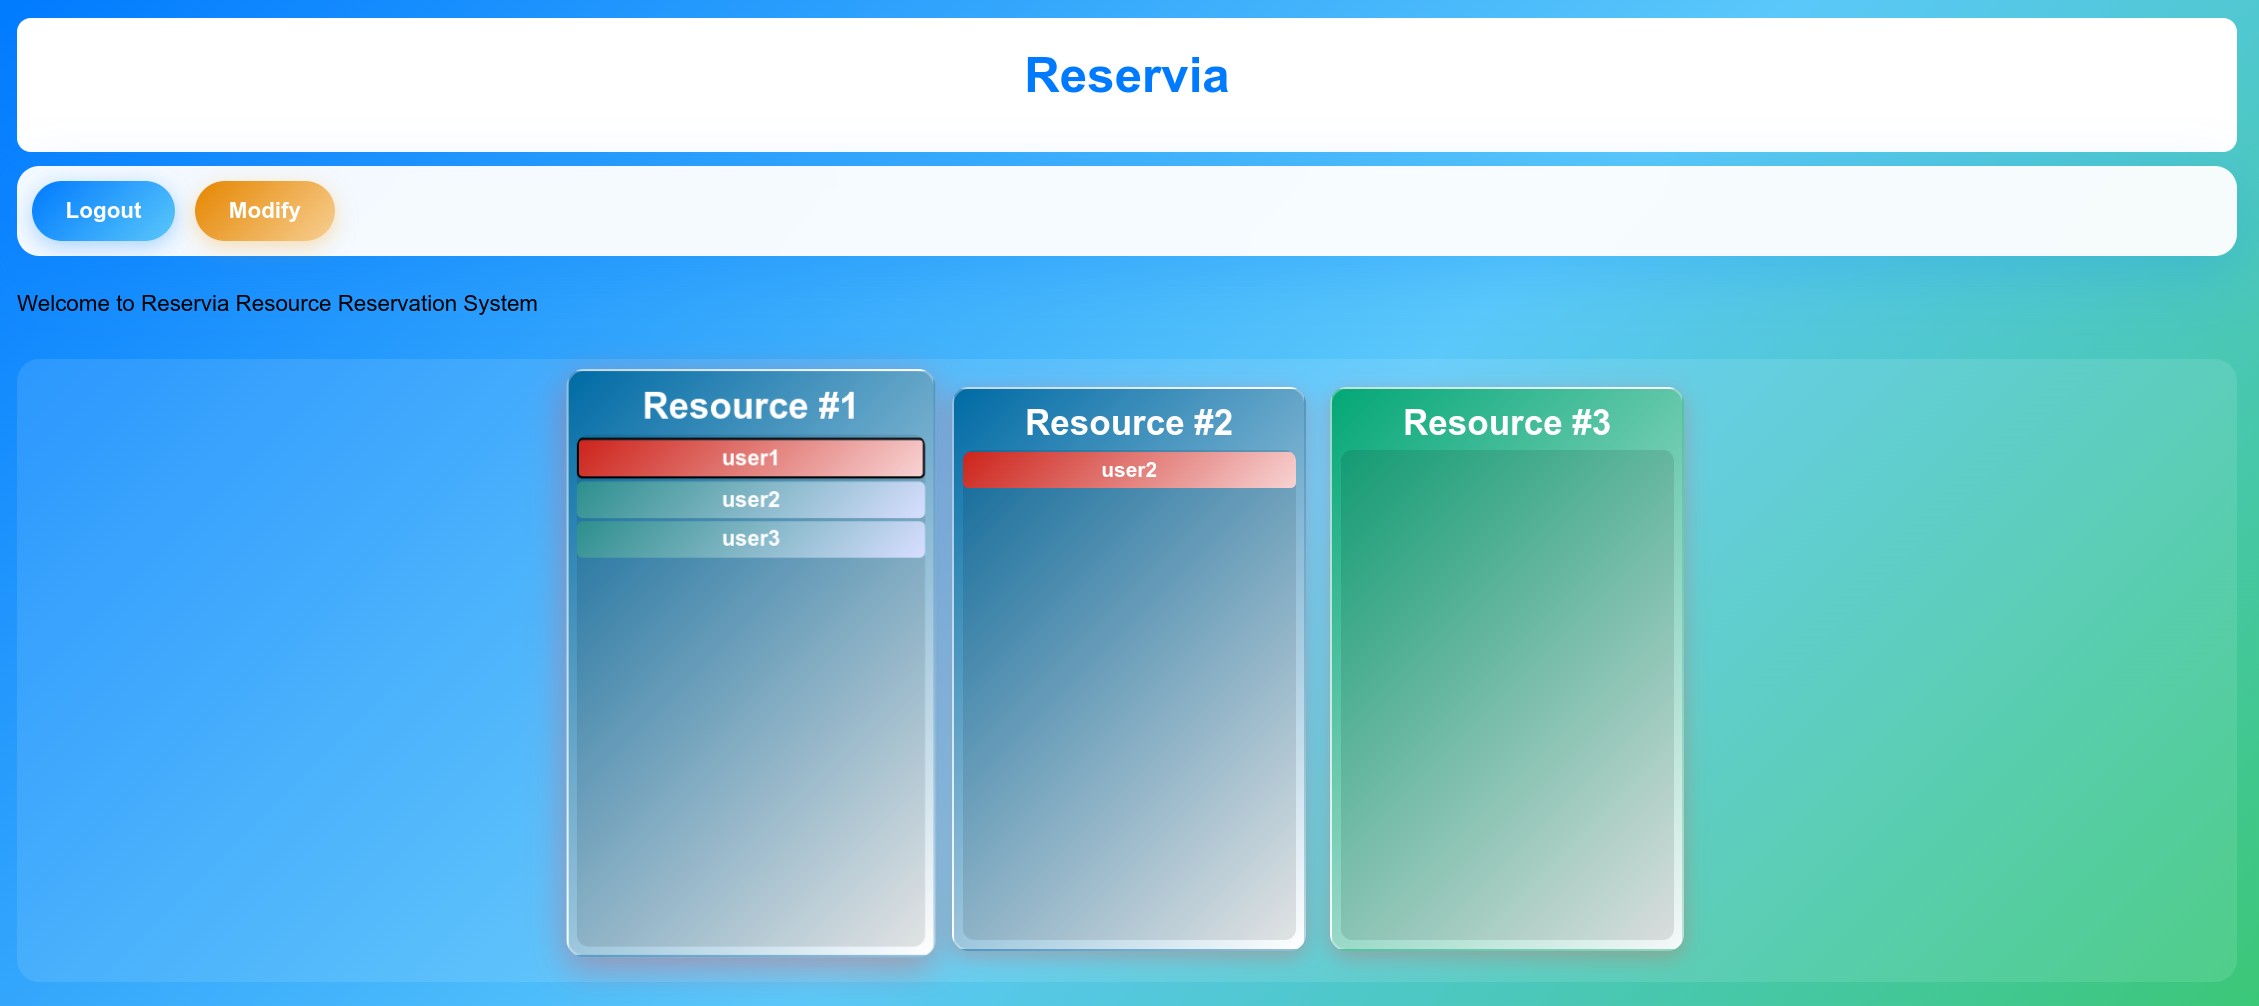 Reservia
Logout
Modify
Welcome to Reservia Resource Reservation System
Resource #1
user1
user2
user3
Resource #2
user2
Resource #3